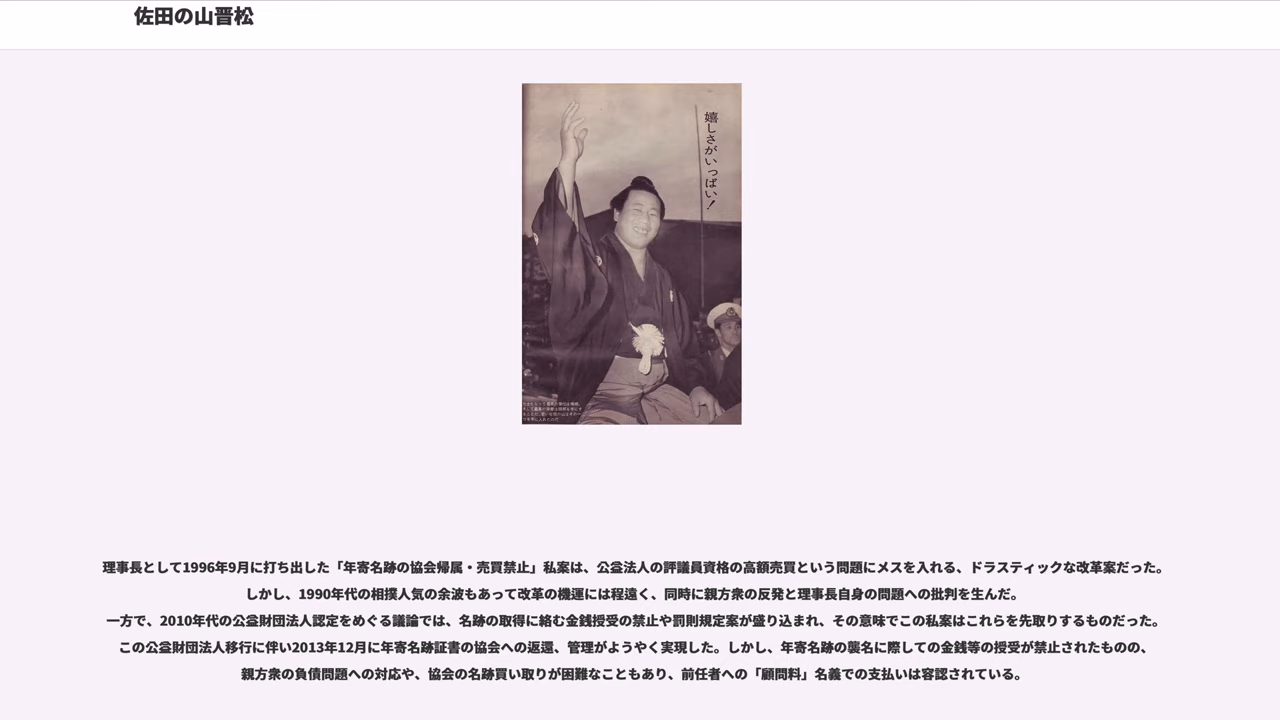 佐田の山晋松
嬉しさがいっぱい！
理事長として1996年9月に打ち出した「年寄名跡の協会帰属・売買禁止」私案は、公益法人の評議員資格の高額売買という問題にメスを入れる、ドラスティックな改革案だった。
しかし、1990年代の相撲人気の余波もあって改革の機運には程遠く、同時に親方衆の反発と理事長自身の問題への批判を生んだ。
一方で、2010年代の公益財団法人認定をめぐる議論では、名跡の取得に絡む金銭授受の禁止や罰則規定案が盛り込まれ、その意味でこの私案はこれらを先取りするものだった。
この公益財団法人移行に伴い2013年12月に年寄名跡証書の協会への返還、管理がようやく実現した。しかし、年寄名跡の襲名に際しての金銭等の授受が禁止されたものの、
親方衆の負債問題への対応や、協会の名跡買い取りが困難なこともあり、前任者への「顧問料」名義での支払いは容認されている。